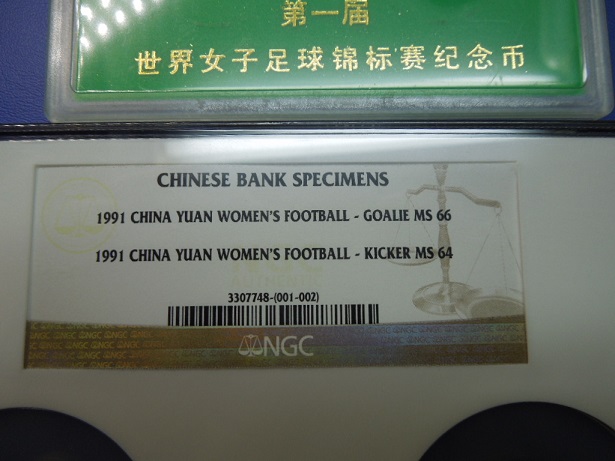 第一届
世界女子足球锦标赛纪念币
CHINESE BANK SPECIMENS
1991 CHINA YUAN WOMEN'S FOOTBALL - GOALIE MS 66
1991 CHINA YUAN WOMEN'S FOOTBALL - KICKER MS 64
3307748-(001-002)
NGC